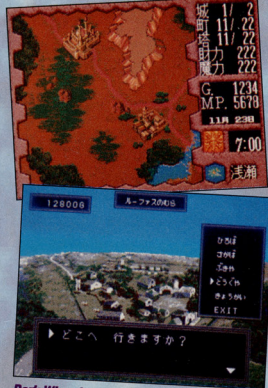 城 1/ 2
町 11/ 22
塔 11/ 22
財力 222
魔力 222
G. 1234
MP. 5678
11月 23日
7:00
浅瀬
12800G
ルーファスのむら
ひろば
さかば
ぶきや
どうぐや
きょうかい
EXIT
▶どこへ 行きますか?